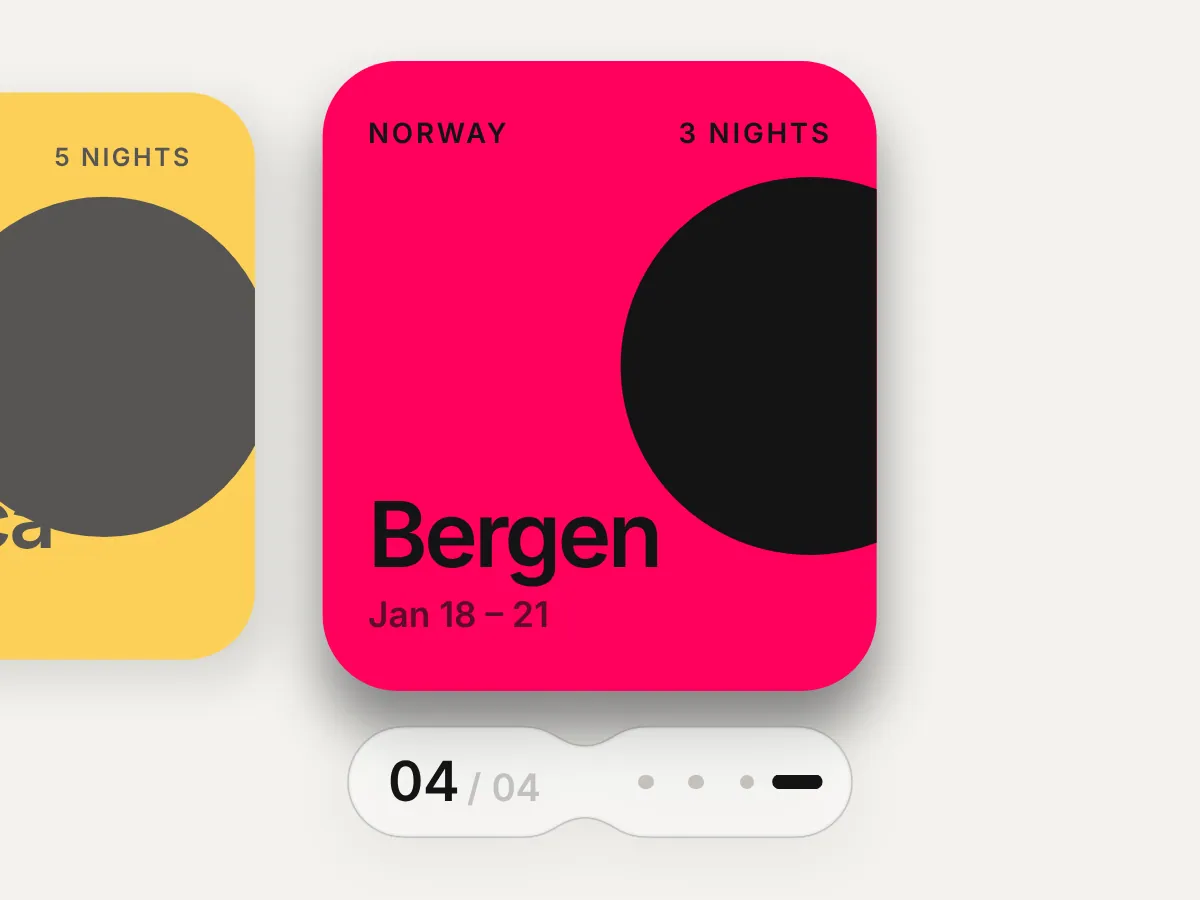 5 NIGHTS
NORWAY
3 NIGHTS
Bergen
Jan 18 – 21
04 / 04